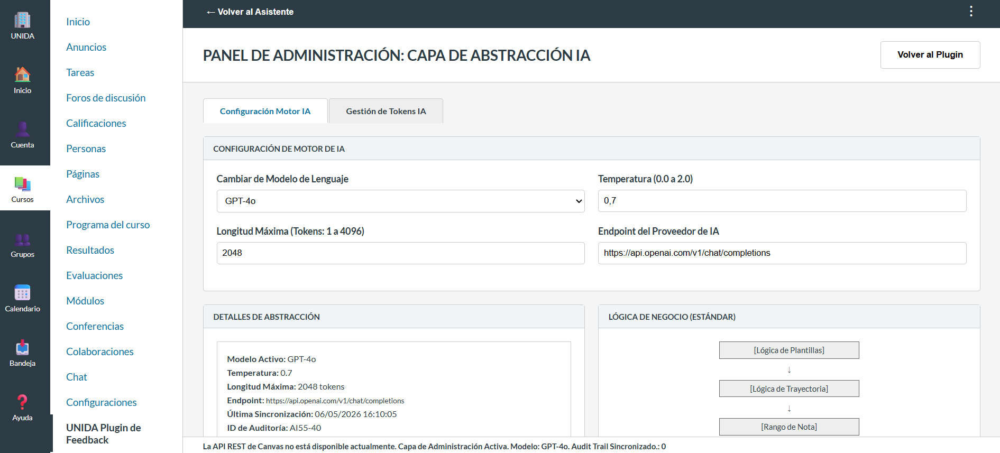 UNIDA
Inicio
Cuenta
Cursos
Grupos
Calendario
Bandeja
Ayuda
Inicio
Anuncios
Tareas
Foros de discusión
Calificaciones
Personas
Páginas
Archivos
Programa del curso
Resultados
Evaluaciones
Módulos
Conferencias
Colaboraciones
Chat
Configuraciones
UNIDA Plugin de
Feedback
← Volver al Asistente
PANEL DE ADMINISTRACIÓN: CAPA DE ABSTRACCIÓN IA
Volver al Plugin
Configuración Motor IA
Gestión de Tokens IA
CONFIGURACIÓN DE MOTOR DE IA
Cambiar de Modelo de Lenguaje
GPT-4o
Temperatura (0.0 a 2.0)
0,7
Longitud Máxima (Tokens: 1 a 4096)
2048
Endpoint del Proveedor de IA
https://api.openai.com/v1/chat/completions
DETALLES DE ABSTRACCIÓN
Modelo Activo: GPT-4o
Temperatura: 0.7
Longitud Máxima: 2048 tokens
Endpoint: https://api.openai.com/v1/chat/completions
Última Sincronización: 06/05/2026 16:10:05
ID de Auditoría: AI55-40
LÓGICA DE NEGOCIO (ESTÁNDAR)
[Lógica de Plantillas]
↓
[Lógica de Trayectoria]
↓
[Rango de Nota]
La API REST de Canvas no está disponible actualmente. Capa de Administración Activa. Modelo: GPT-4o. Audit Trail Sincronizado.: 0